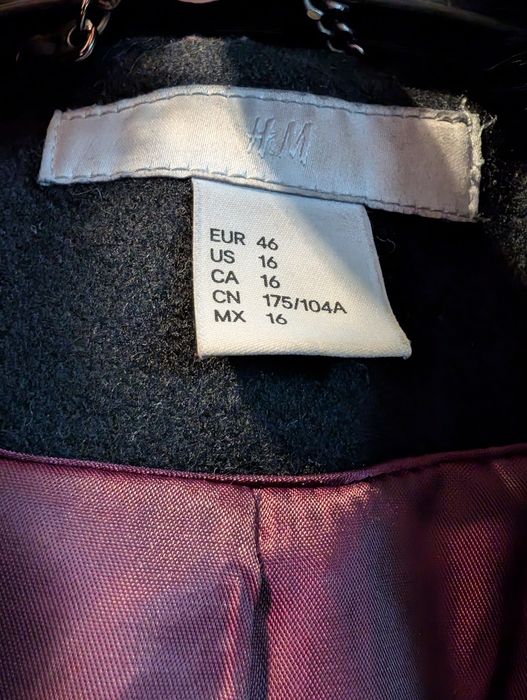 H&M
EUR 46
US 16
CA 16
CN 175/104A
MX 16